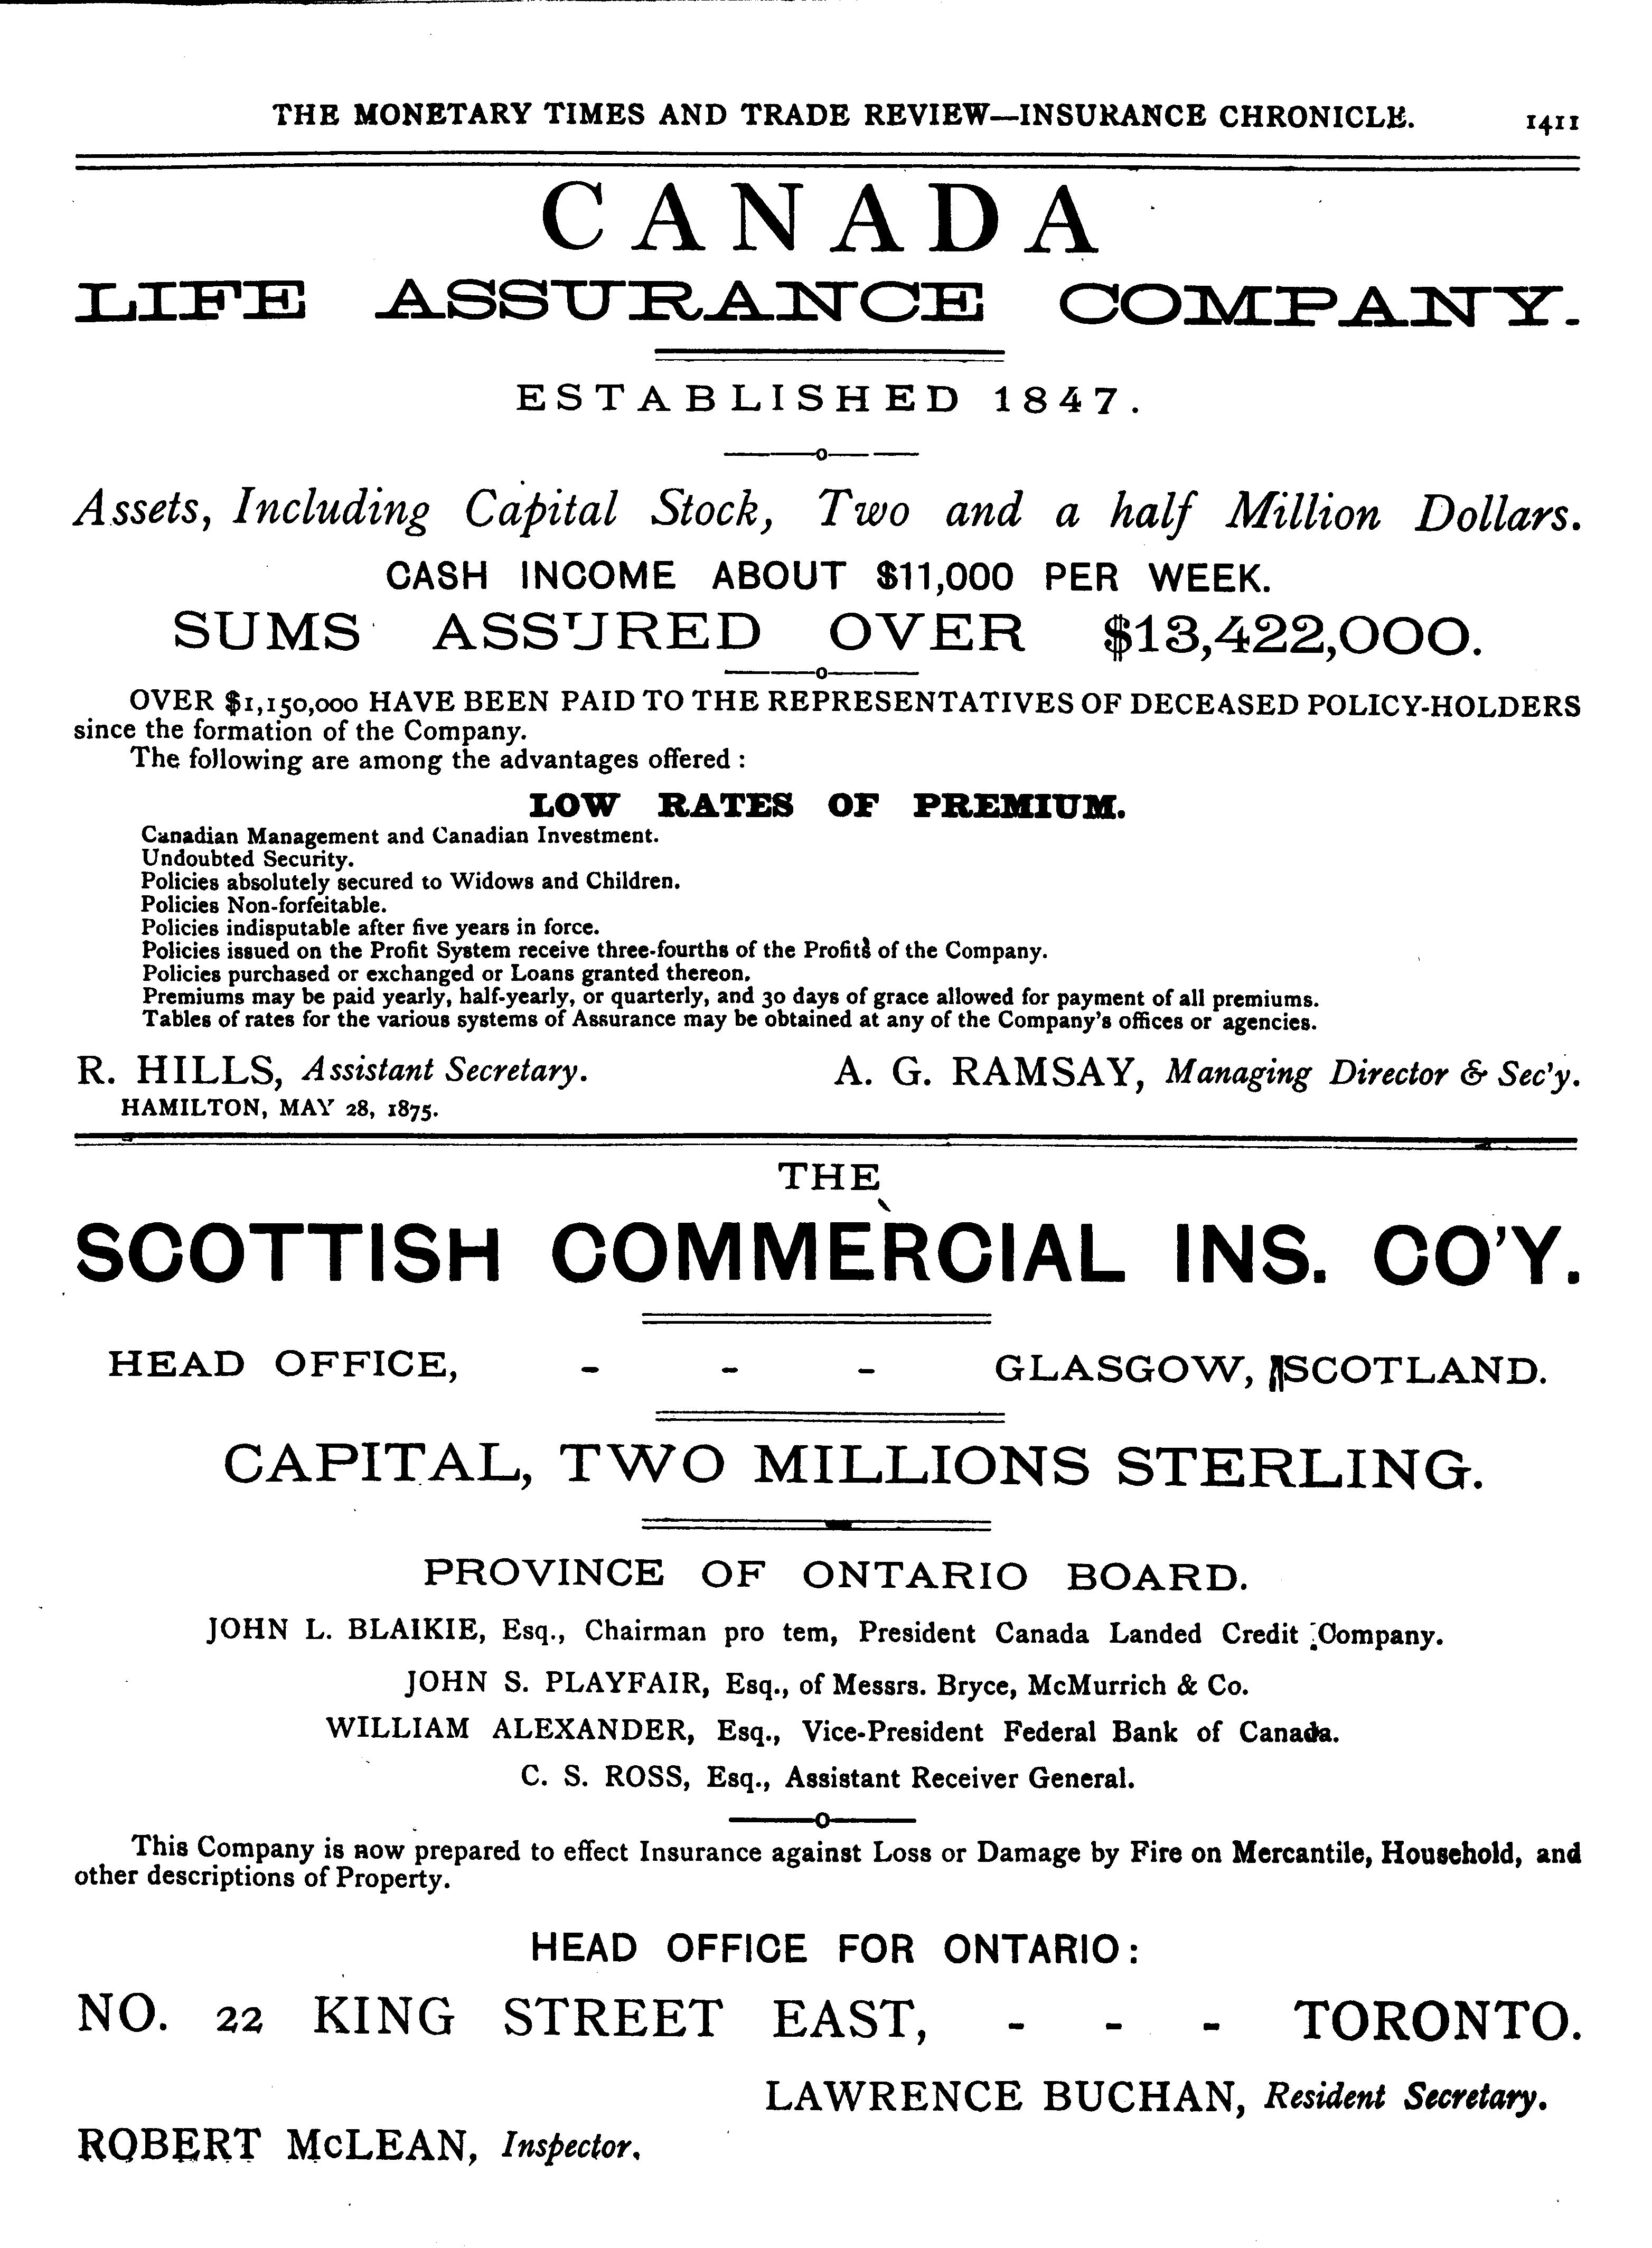 THE MONETARY TIMES AND TRADE REVIEW—INSURANCE CHRONICLE. 1411
CANADA
LIFE ASSURANCE COMPANY.
ESTABLISHED 1847.
Assets, Including Capital Stock, Two and a half Million Dollars.
CASH INCOME ABOUT $11,000 PER WEEK.
SUMS ASSURED OVER $13,422,000.
OVER $1,150,000 HAVE BEEN PAID TO THE REPRESENTATIVES OF DECEASED POLICY-HOLDERS
since the formation of the Company.
The following are among the advantages offered :
LOW RATES OF PREMIUM.
Canadian Management and Canadian Investment.
Undoubted Security.
Policies absolutely secured to Widows and Children.
Policies Non-forfeitable.
Policies indisputable after five years in force.
Policies issued on the Profit System receive three-fourths of the Profits of the Company.
Policies purchased or exchanged or Loans granted thereon.
Premiums may be paid yearly, half-yearly, or quarterly, and 30 days of grace allowed for payment of all premiums.
Tables of rates for the various systems of Assurance may be obtained at any of the Company's offices or agencies.
R. HILLS, Assistant Secretary. A. G. RAMSAY, Managing Director & Sec'y.
HAMILTON, MAY 28, 1875.
THE
SCOTTISH COMMERCIAL INS. CO'Y.
HEAD OFFICE, - - - GLASGOW, SCOTLAND.
CAPITAL, TWO MILLIONS STERLING.
PROVINCE OF ONTARIO BOARD.
JOHN L. BLAIKIE, Esq., Chairman pro tem, President Canada Landed Credit Company.
JOHN S. PLAYFAIR, Esq., of Messrs. Bryce, McMurrich & Co.
WILLIAM ALEXANDER, Esq., Vice-President Federal Bank of Canada.
C. S. ROSS, Esq., Assistant Receiver General.
This Company is now prepared to effect Insurance against Loss or Damage by Fire on Mercantile, Household, and
other descriptions of Property.
HEAD OFFICE FOR ONTARIO:
NO. 22 KING STREET EAST, - - - TORONTO.
LAWRENCE BUCHAN, Resident Secretary.
ROBERT McLEAN, Inspector.